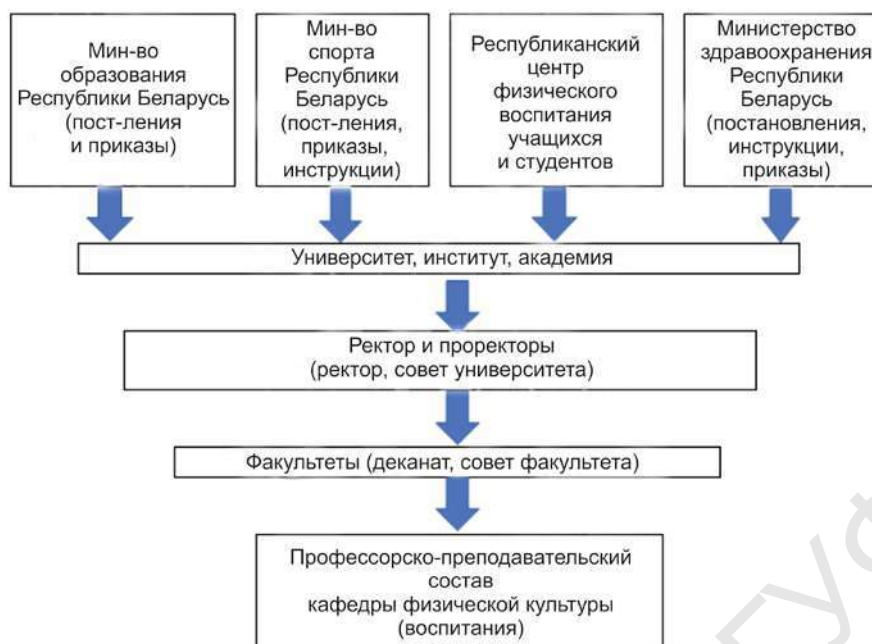 Мин-во
образования
Республики Беларусь
(пост-ления
и приказы)
Мин-во
спорта
Республики
Беларусь
(пост-ления,
приказы,
инструкции)
Республиканский
центр
физического
воспитания
учащихся
и студентов
Министерство
здравоохранения
Республики
Беларусь
(постановления,
инструкции,
приказы)
Университет, институт, академия
Ректор и проректоры
(ректор, совет университета)
Факультеты (деканат, совет факультета)
Профессорско-преподавательский
состав
кафедры физической культуры
(воспитания)